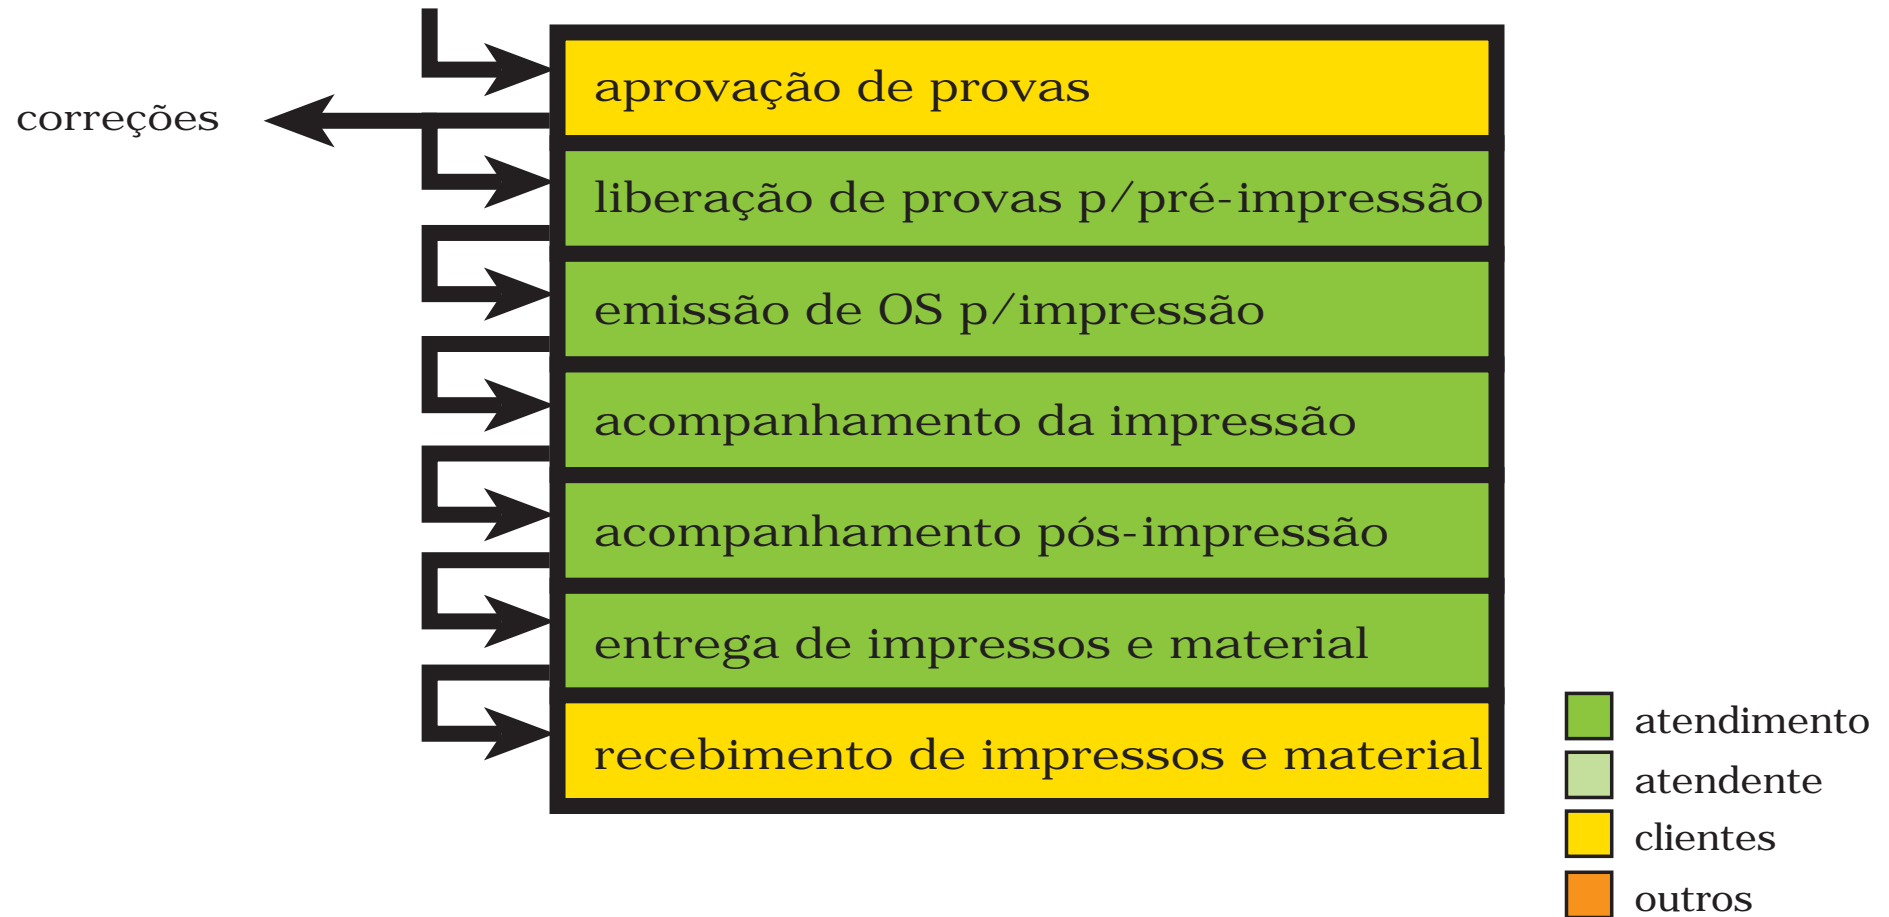 aprovação de provas
correções
liberação de provas p/pré-impressão
emissão de OS p/impressão
acompanhamento da impressão
acompanhamento pós-impressão
entrega de impressos e material
recebimento de impressos e material
atendimento
atendente
clientes
outros